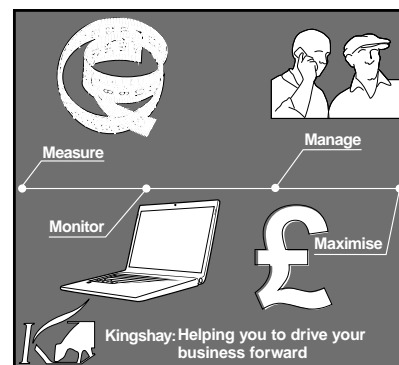 Measure
Manage
Monitor
Maximise
£
K
Kingshay: Helping you to drive your
business forward